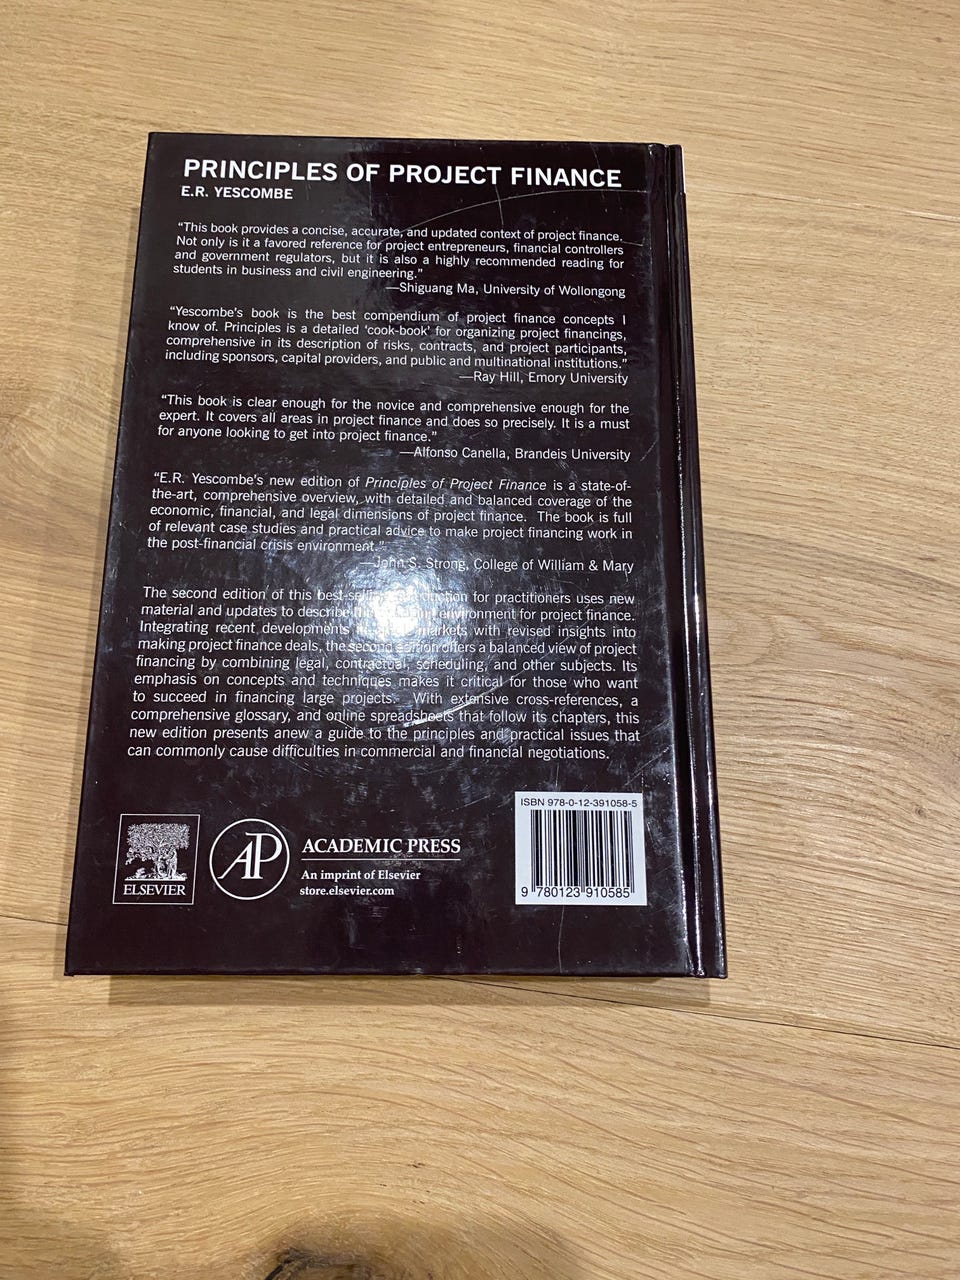 PRINCIPLES OF PROJECT FINANCE
E.R. YESCOMBE
“This book provides a concise, accurate, and updated context of project finance.
Not only is it a favored reference for project entrepreneurs, financial controllers
and government regulators, but it is also a highly recommended reading for
students in business and civil engineering.”
—Shiguang Ma, University of Wollongong
“Yescombe’s book is the best compendium of project finance concepts I
know of. Principles is a detailed ‘cook-book’ for organizing project financings,
comprehensive in its description of risks, contracts, and project participants,
including sponsors, capital providers, and public and multinational institutions.”
—Ray Hill, Emory University
“This book is clear enough for the novice and comprehensive enough for the
expert. It covers all areas in project finance and does so precisely. It is a must
for anyone looking to get into project finance.”
—Alfonso Canella, Brandeis University
“E.R. Yescombe’s new edition of Principles of Project Finance is a state-of-
the-art, comprehensive overview, with detailed and balanced coverage of the
economic, financial, and legal dimensions of project finance. The book is full
of relevant case studies and practical advice to make project financing work in
the post-financial crisis environment.”
—John S. Strong, College of William & Mary
The second edition of this best-selling introduction for practitioners uses new
material and updates to describe the environment for project finance.
Integrating recent developments markets with revised insights into
making project finance deals, the second edition offers a balanced view of project
financing by combining legal, contractual, scheduling, and other subjects. Its
emphasis on concepts and techniques makes it critical for those who want
to succeed in financing large projects. With extensive cross-references, a
comprehensive glossary, and online spreadsheets that follow its chapters, this
new edition presents anew a guide to the principles and practical issues that
can commonly cause difficulties in commercial and financial negotiations.
ELSEVIER
AP
ACADEMIC PRESS
An imprint of Elsevier
store.elsevier.com
ISBN 978-0-12-391058-5
9 780123 910585